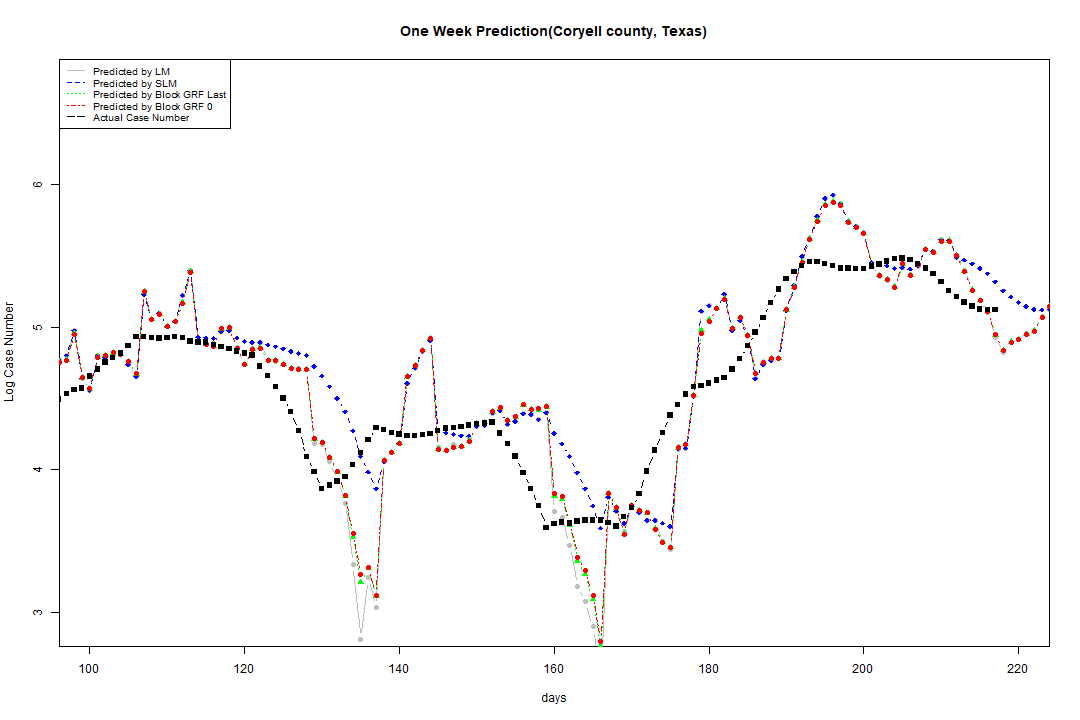 One Week Prediction(Coryell county, Texas)
Predicted by LM
Predicted by SLM
Predicted by Block GRF Last
Predicted by Block GRF 0
Actual Case Number
Log Case Number
6
5
4
3
100 120 140 160 180 200 220
days